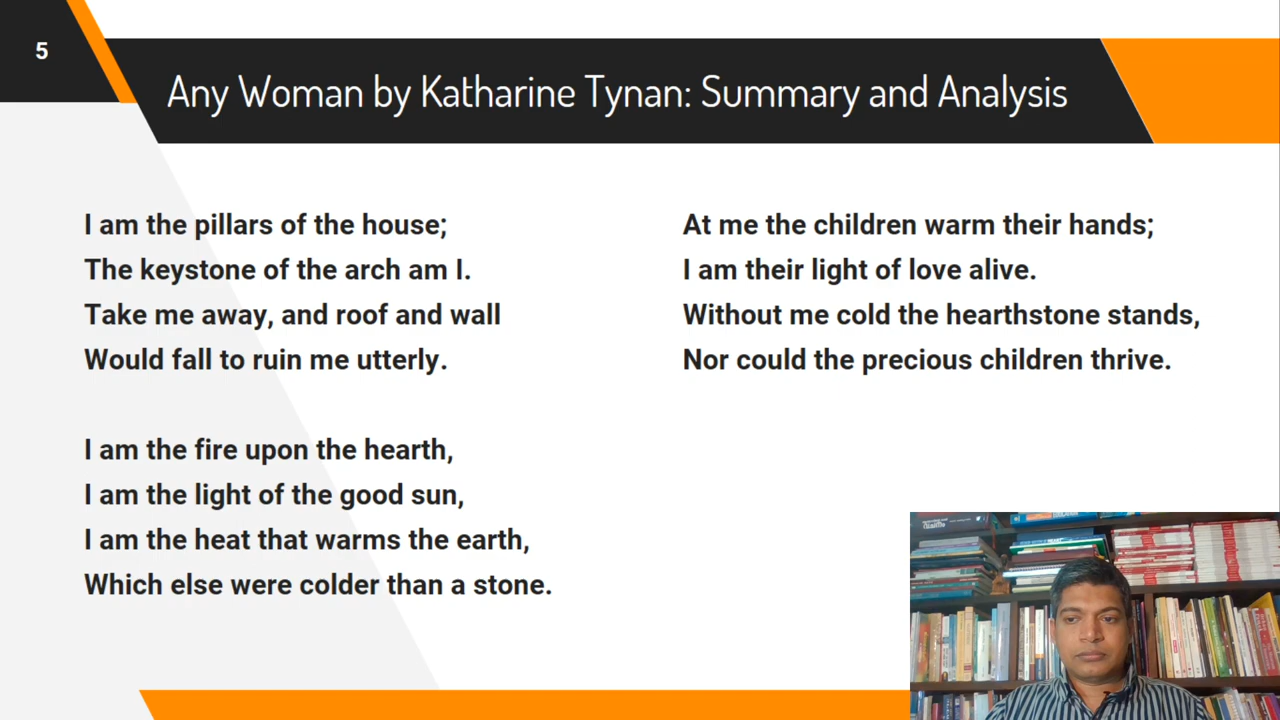 5
Any Woman by Katharine Tynan: Summary and Analysis
I am the pillars of the house;
The keystone of the arch am I.
Take me away, and roof and wall
Would fall to ruin me utterly.
I am the fire upon the hearth,
I am the light of the good sun,
I am the heat that warms the earth,
Which else were colder than a stone.
At me the children warm their hands;
I am their light of love alive.
Without me cold the hearthstone stands,
Nor could the precious children thrive.